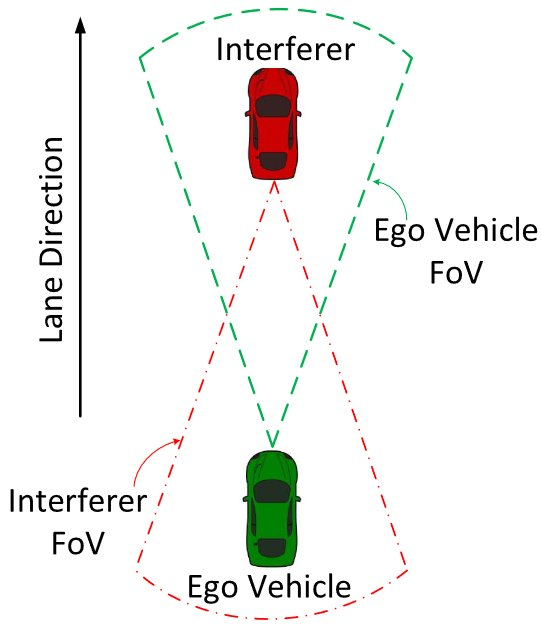 Interferer
Lane Direction
Ego Vehicle
FoV
Interferer
FoV
Ego Vehicle